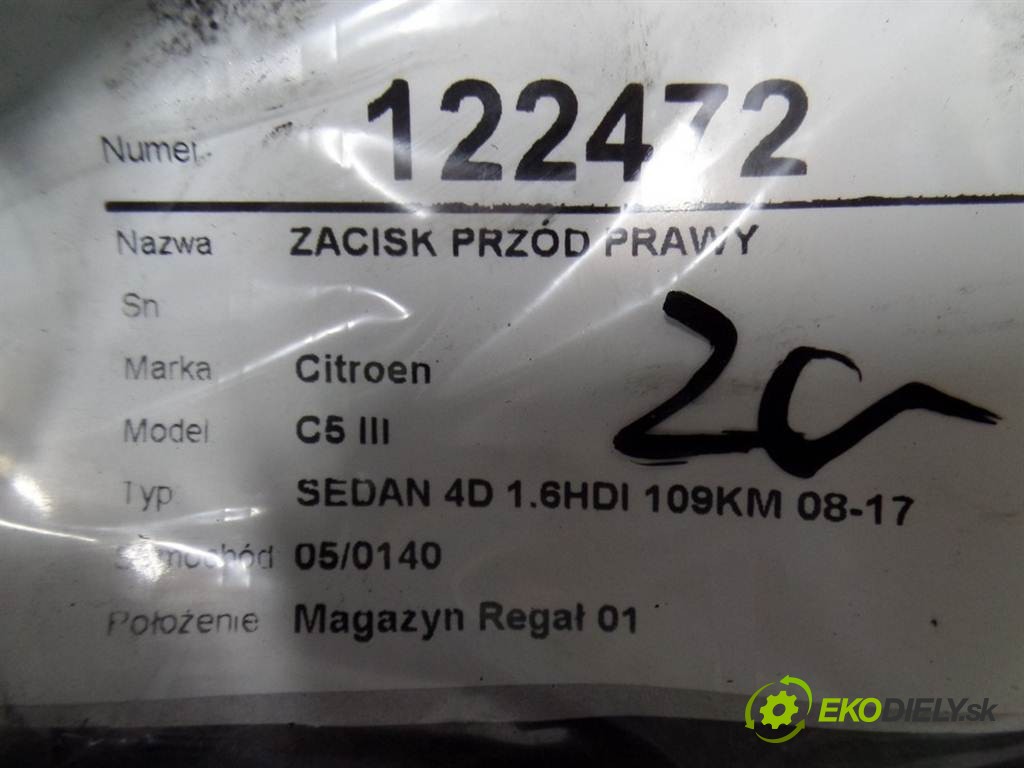 Numer 122472
Nazwa ZACISK PRZÓD PRAWY
Sn
Marka Citroen
Model C5 III
Typ SEDAN 4D 1.6HDI 109KM 08-17
Samochód 05/0140
Położenie Magazyn Regał 01
EKODIELY.sk